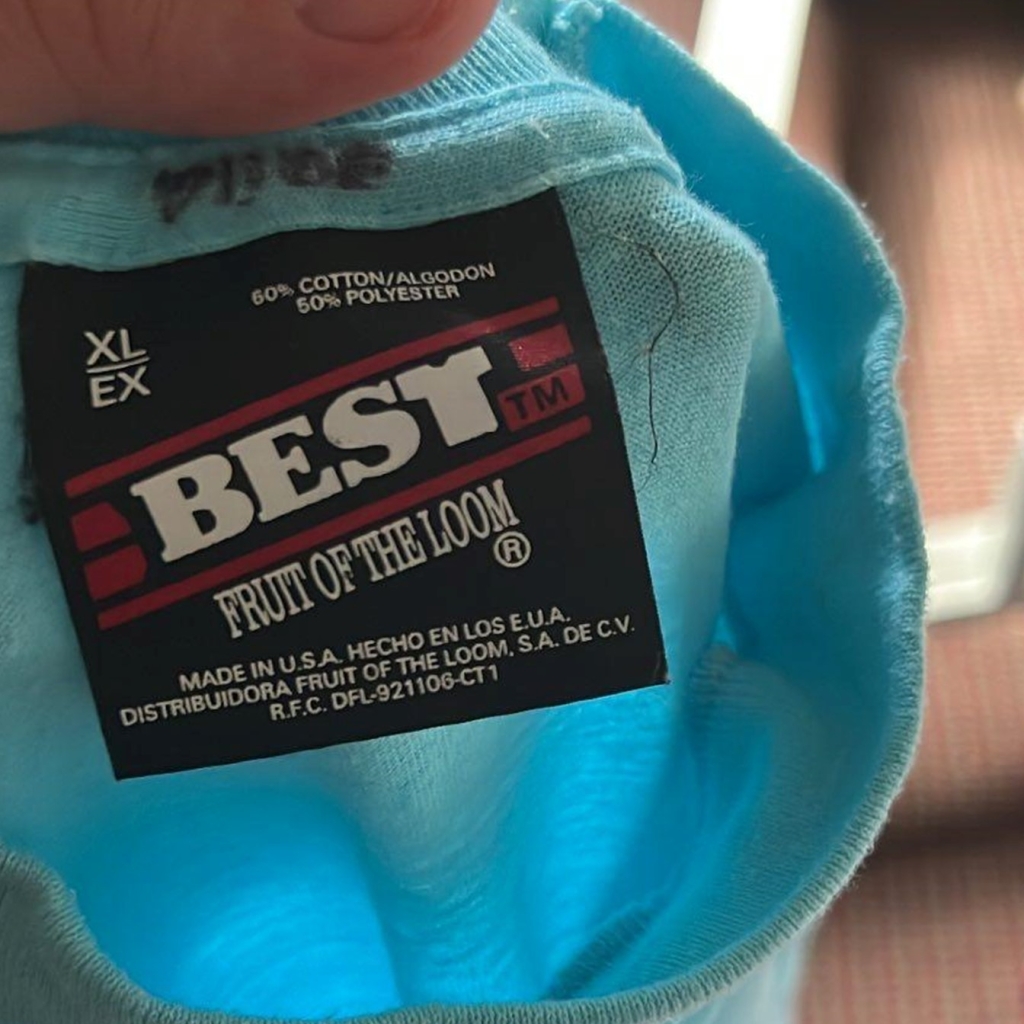 60% COTTON/ALGODON
50% POLYESTER
XL
EX
BEST
TM
FRUIT OF THE LOOM
®
MADE IN U.S.A. HECHO EN LOS E.U.A.
DISTRIBUIDORA FRUIT OF THE LOOM, S.A. DE C.V.
R.F.C. DFL-921106-CT1